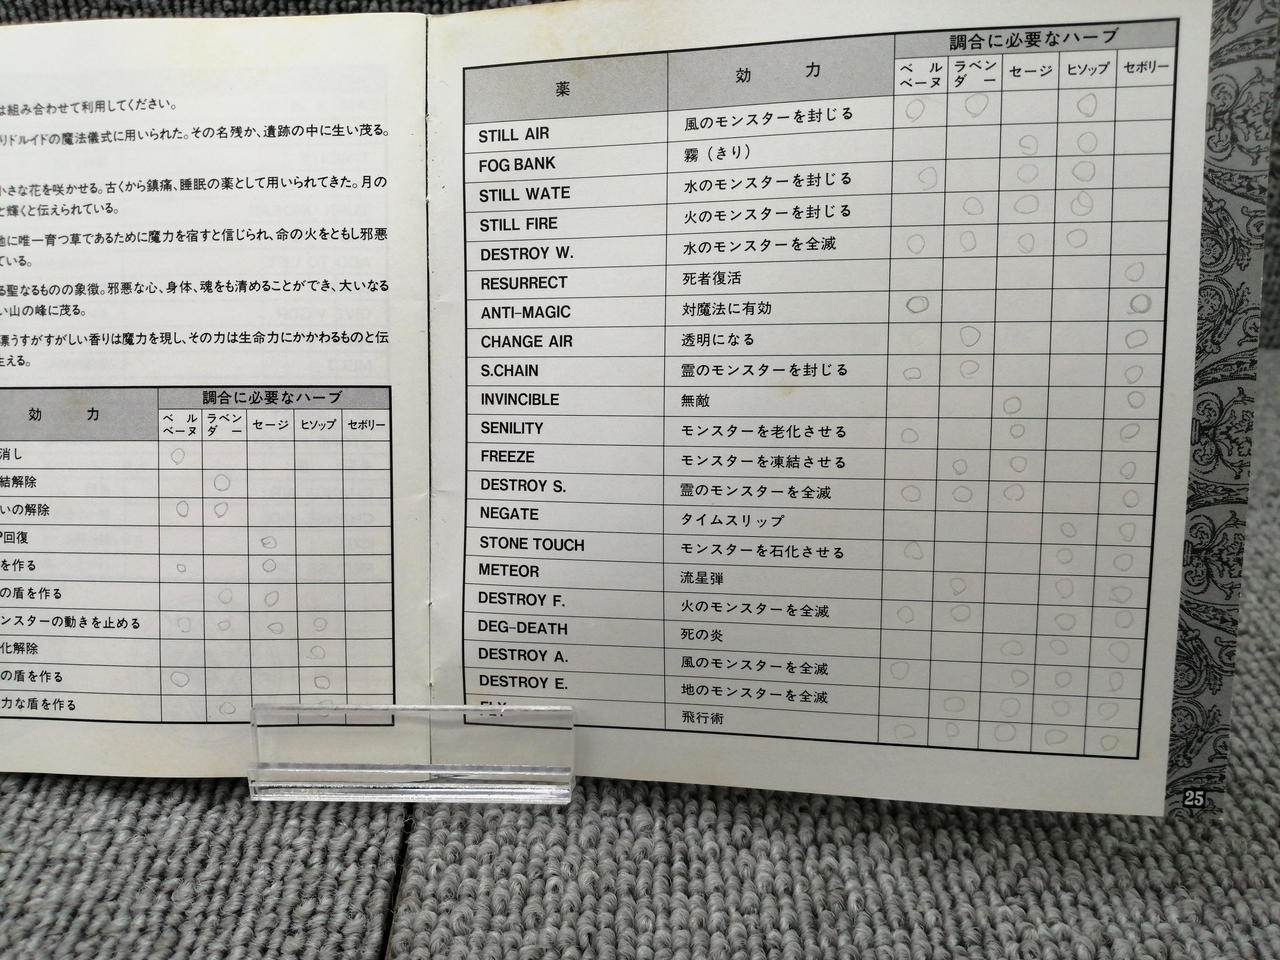 は組み合わせて利用してください。
りドルイドの魔法儀式に用いられた。その名残か、遺跡の中に生い茂る。
小さな花を咲かせる。古くから鎮痛、睡眠の薬として用いられてきた。月の
と輝くと伝えられている。
地に唯一育つ草であるために魔力を宿すと信じられ、命の火をともし邪悪
ている。
る聖なるものの象徴。邪悪な心、身体、魂をも清めることができ、大いなる
い山の峰に茂る。
漂うすがすがしい香りは魔力を現し、その力は生命力にかかわるものと伝
生える。
効 力 調合に必要なハーブ
ベルベーヌ ラベンダー セージ ヒソップ セボリー
消し
結解除
いの解除
P回復
を作る
の盾を作る
ンスターの動きを止める
化解除
の盾を作る
力な盾を作る
薬 効 力 調合に必要なハーブ
ベルベーヌ ラベンダー セージ ヒソップ セボリー
STILL AIR 風のモンスターを封じる
FOG BANK 霧（きり）
STILL WATE 水のモンスターを封じる
STILL FIRE 火のモンスターを封じる
DESTROY W. 水のモンスターを全滅
RESURRECT 死者復活
ANTI-MAGIC 対魔法に有効
CHANGE AIR 透明になる
S.CHAIN 霊のモンスターを封じる
INVINCIBLE 無敵
SENILITY モンスターを老化させる
FREEZE モンスターを凍結させる
DESTROY S. 霊のモンスターを全滅
NEGATE タイムスリップ
STONE TOUCH モンスターを石化させる
METEOR 流星弾
DESTROY F. 火のモンスターを全滅
DEG-DEATH 死の炎
DESTROY A. 風のモンスターを全滅
DESTROY E. 地のモンスターを全滅
FLY 飛行術
25